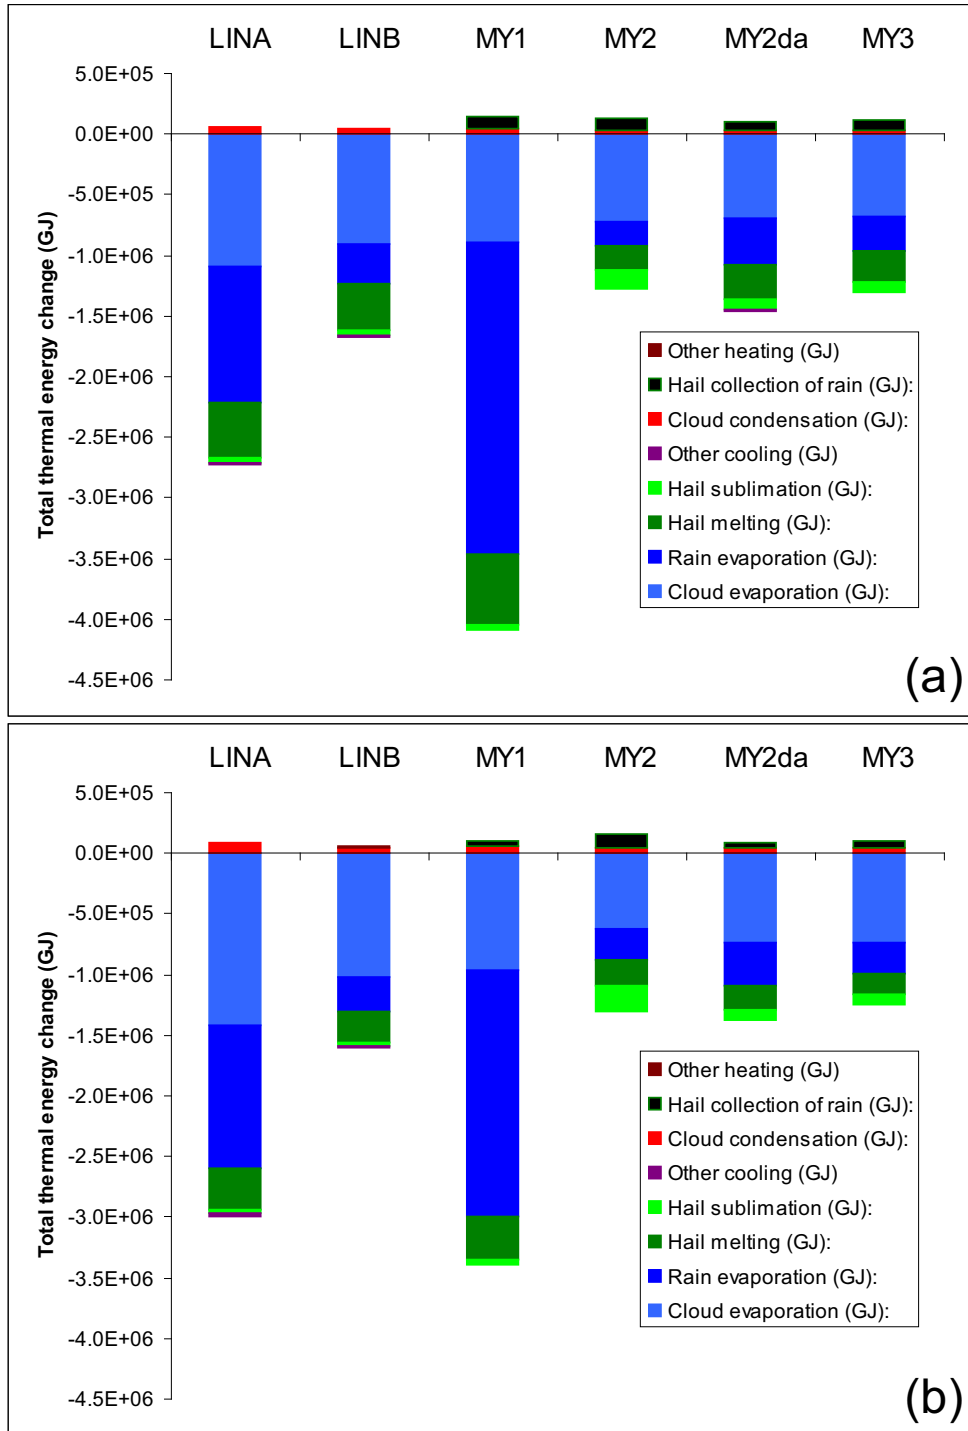 LINA LINB MY1 MY2 MY2da MY3
5.0E+05
0.0E+00
-5.0E+05
-1.0E+06
-1.5E+06
-2.0E+06
-2.5E+06
-3.0E+06
-3.5E+06
-4.0E+06
-4.5E+06
Total thermal energy change (GJ)
Other heating (GJ)
Hail collection of rain (GJ):
Cloud condensation (GJ):
Other cooling (GJ)
Hail sublimation (GJ):
Hail melting (GJ):
Rain evaporation (GJ):
Cloud evaporation (GJ):
(a)
LINA LINB MY1 MY2 MY2da MY3
5.0E+05
0.0E+00
-5.0E+05
-1.0E+06
-1.5E+06
-2.0E+06
-2.5E+06
-3.0E+06
-3.5E+06
-4.0E+06
-4.5E+06
Total thermal energy change (GJ)
Other heating (GJ)
Hail collection of rain (GJ):
Cloud condensation (GJ):
Other cooling (GJ)
Hail sublimation (GJ):
Hail melting (GJ):
Rain evaporation (GJ):
Cloud evaporation (GJ):
(b)